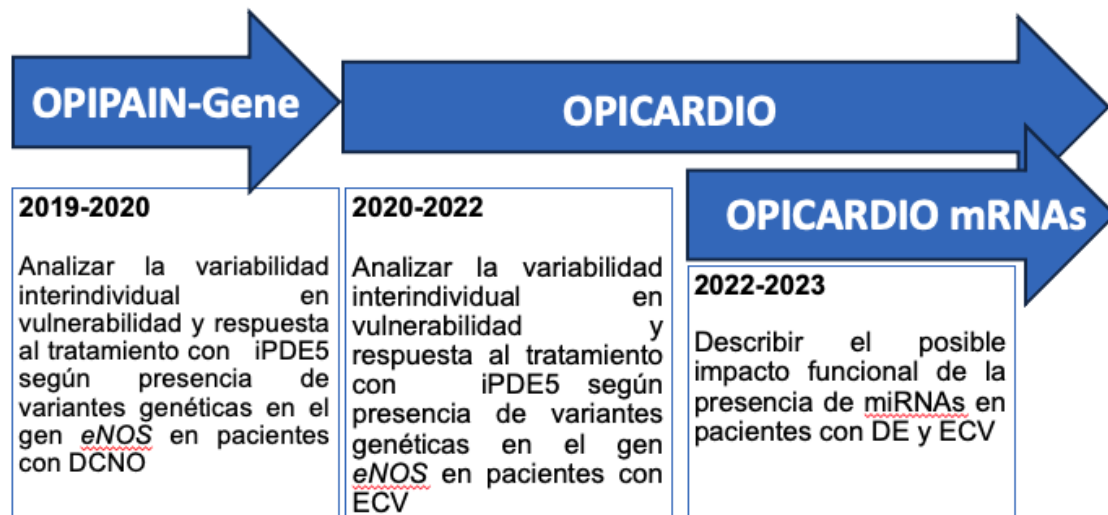 OPIPAIN-Gene
OPICARDIO
OPICARDIO mRNAs
2019-2020
Analizar la variabilidad
interindividual en
vulnerabilidad y respuesta
al tratamiento con iPDE5
según presencia de
variantes genéticas en el
gen eNOS en pacientes
con DCNO
2020-2022
Analizar la variabilidad
interindividual en
vulnerabilidad y
respuesta al tratamiento
con iPDE5 según
presencia de variantes
genéticas en el gen
eNOS en pacientes con
ECV
2022-2023
Describir el posible
impacto funcional de la
presencia de miRNAs en
pacientes con DE y ECV